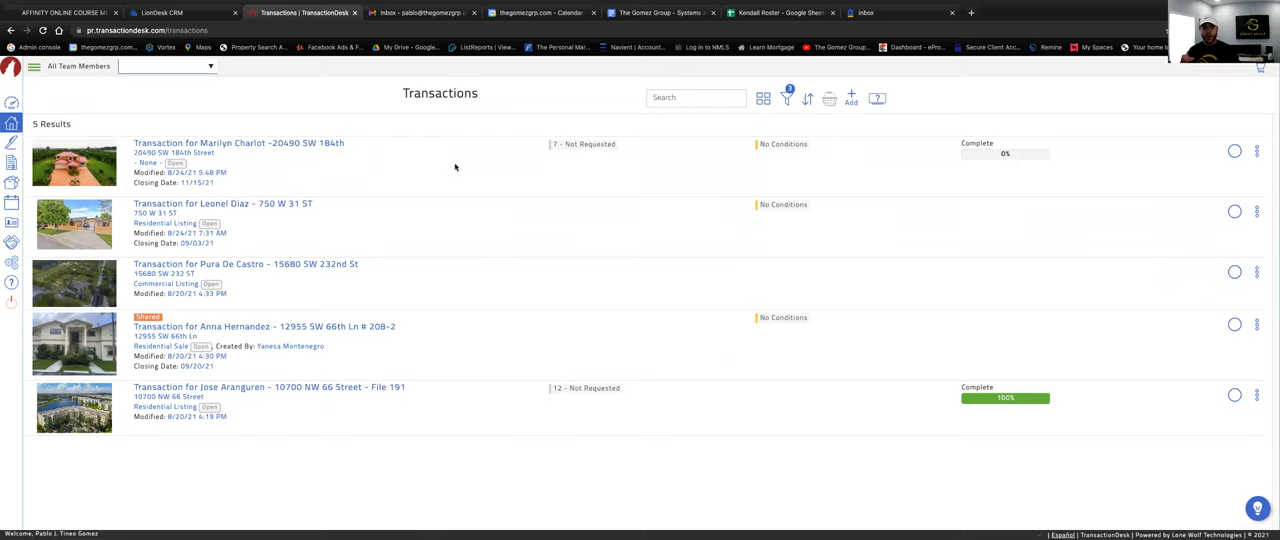 AFFINITY ONLINE COURSE M
LionDesk CRM
Transactions | TransactionDesk
Inbox - pablo@thegomezgrp.com
thegomezgrp.com - Calendar
The Gomez Group - Systems a
Kendall Roster - Google Sheet
Inbox
pr.transactiondesk.com/transactions
Admin console
thegomezgrp.com...
Vortex
Maps
Property Search A...
Facebook Ads & F...
My Drive - Google...
ListReports | View...
The Personal Mar...
Navient | Account...
Log in to NMLS
Learn Mortgage
The Gomez Group...
Dashboard - ePro...
Secure Client Acc...
Remine
My Spaces
Your home
All Team Members
Transactions
Search
3
Add
5 Results
Transaction for Marilyn Charlot -20490 SW 184th
20490 SW 184th Street
- None - Open
Modified: 8/24/21 5:48 PM
Closing Date: 11/15/21
7 - Not Requested
No Conditions
Complete
0%
Transaction for Leonel Diaz - 750 W 31 ST
750 W 31 ST
Residential Listing Open
Modified: 8/24/21 7:31 AM
Closing Date: 09/03/21
No Conditions
Transaction for Pura De Castro - 15680 SW 232nd St
15680 SW 232 ST
Commercial Listing Open
Modified: 8/20/21 4:33 PM
Shared
Transaction for Anna Hernandez - 12955 SW 66th Ln # 208-2
12955 SW 66th Ln
Residential Sale Open, Created By: Yanesa Montenegro
Modified: 8/20/21 4:30 PM
Closing Date: 09/20/21
No Conditions
Transaction for Jose Aranguren - 10700 NW 66 Street - File 191
10700 NW 66 Street
Residential Listing Open
Modified: 8/20/21 4:19 PM
12 - Not Requested
Complete
100%
Welcome, Pablo J. Tineo Gomez
| Español | TransactionDesk | Powered by Lone Wolf Technologies | © 2021